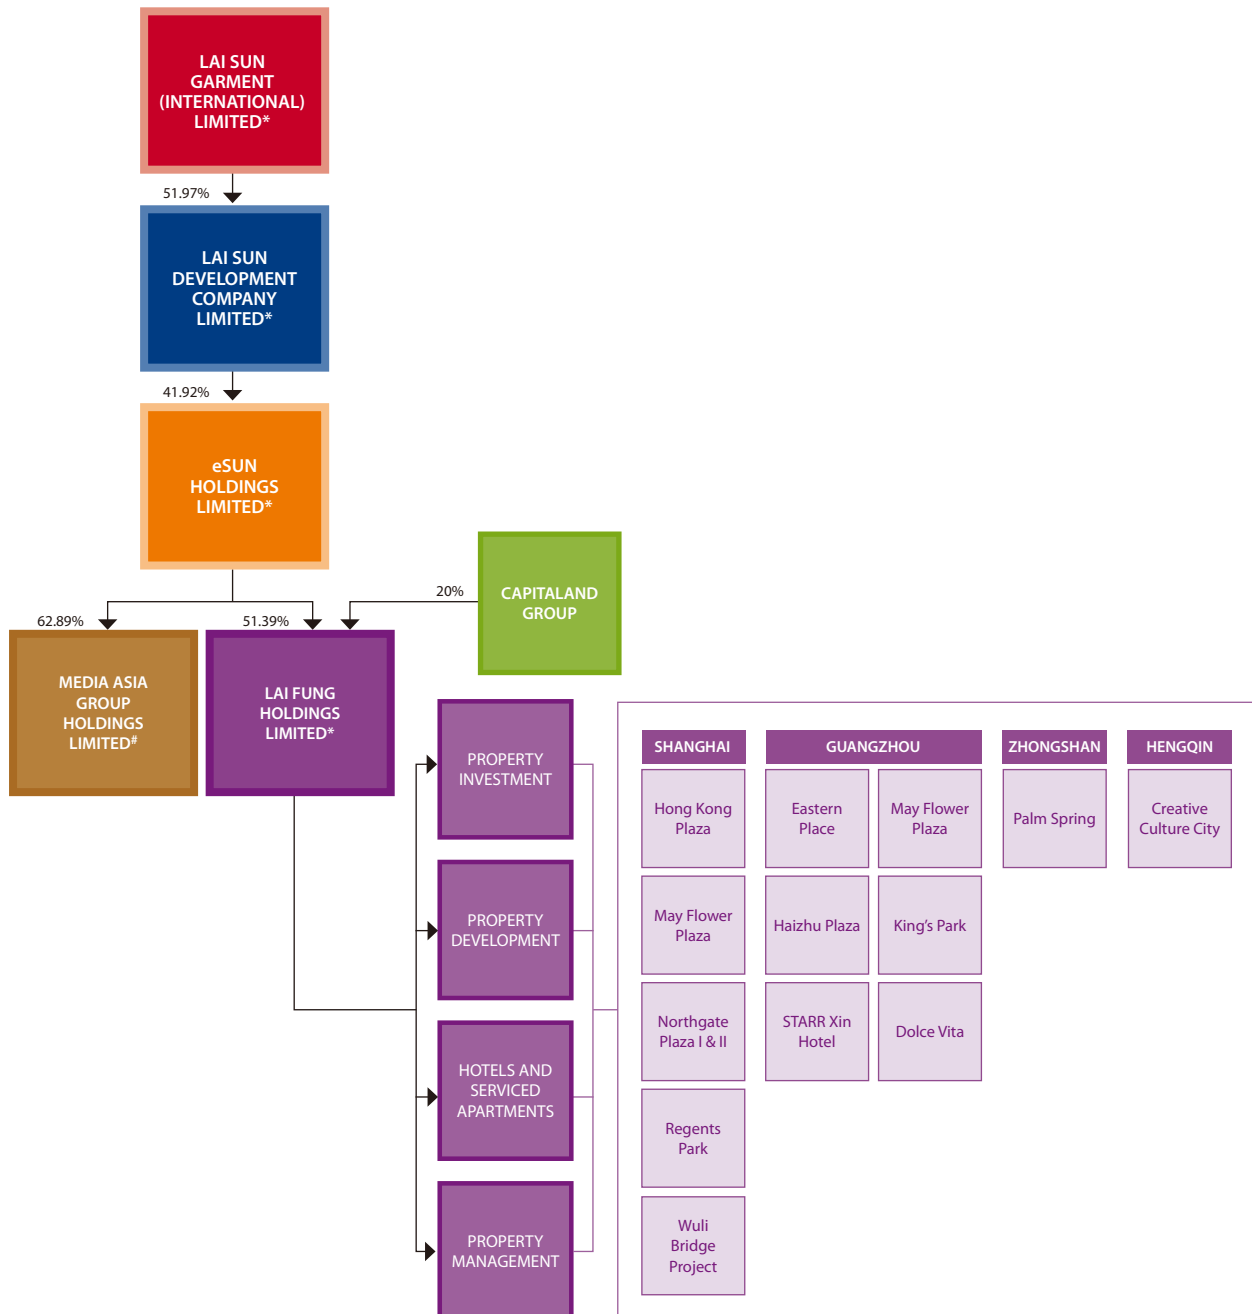 LAI SUN
GARMENT
(INTERNATIONAL)
LIMITED*
51.97%
LAI SUN
DEVELOPMENT
COMPANY
LIMITED*
41.92%
eSUN
HOLDINGS
LIMITED*
20%
CAPITALAND
GROUP
62.89%
51.39%
MEDIA ASIA
GROUP
HOLDINGS
LIMITED#
LAI FUNG
HOLDINGS
LIMITED*
PROPERTY
INVESTMENT
PROPERTY
DEVELOPMENT
HOTELS AND
SERVICED
APARTMENTS
PROPERTY
MANAGEMENT
SHANGHAI
Hong Kong
Plaza
May Flower
Plaza
Northgate
Plaza I & II
Regents
Park
Wuli
Bridge
Project
GUANGZHOU
Eastern
Place
May Flower
Plaza
Haizhu Plaza
King's Park
STARR Xin
Hotel
Dolce Vita
ZHONGSHAN
Palm Spring
HENGQIN
Creative
Culture City